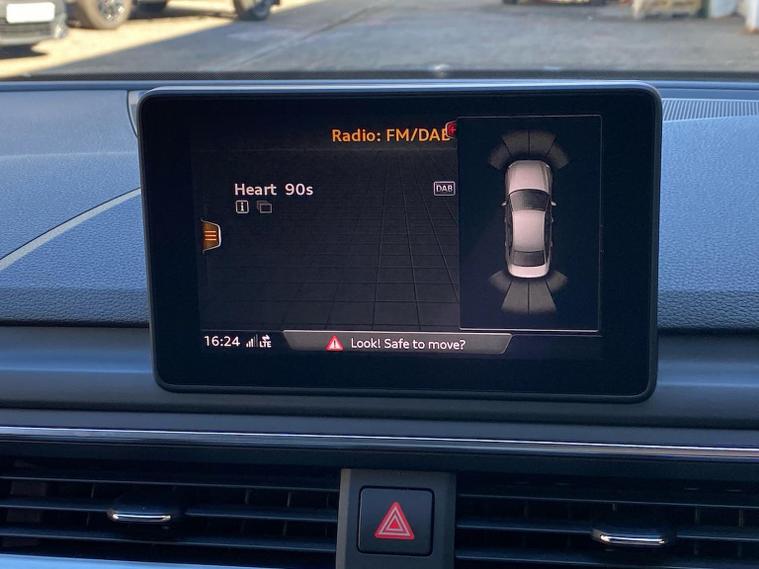 Radio: FM/DAB
Heart 90s
DAB
16:24
LTE
Look! Safe to move?